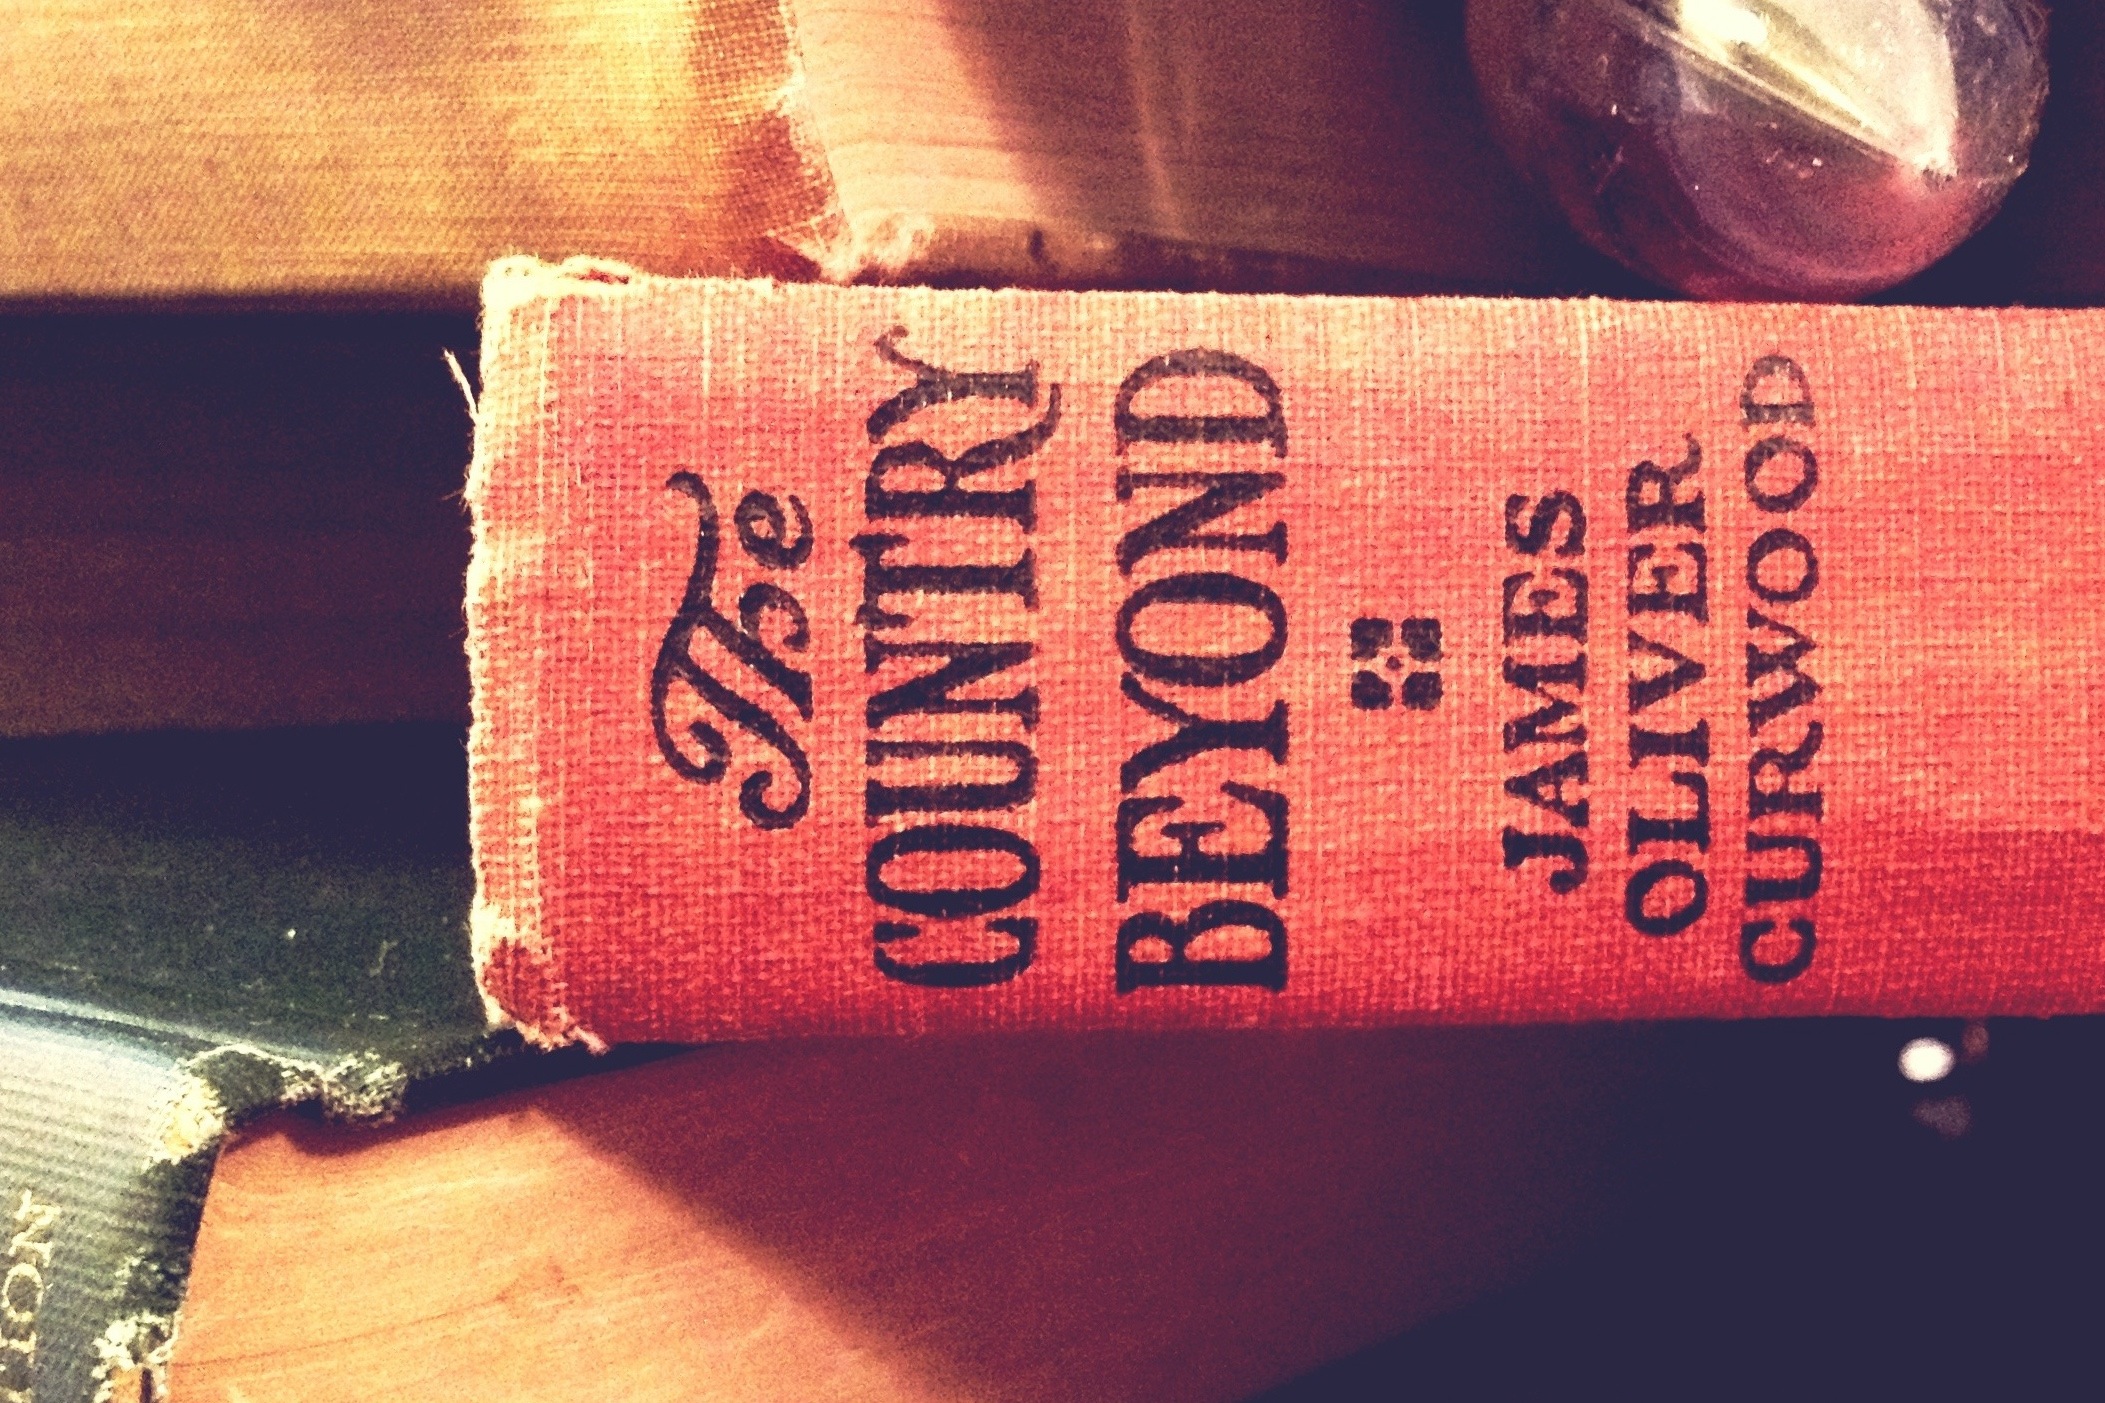 The
COUNTRY
BEYOND
JAMES
OLIVER
CURWOOD